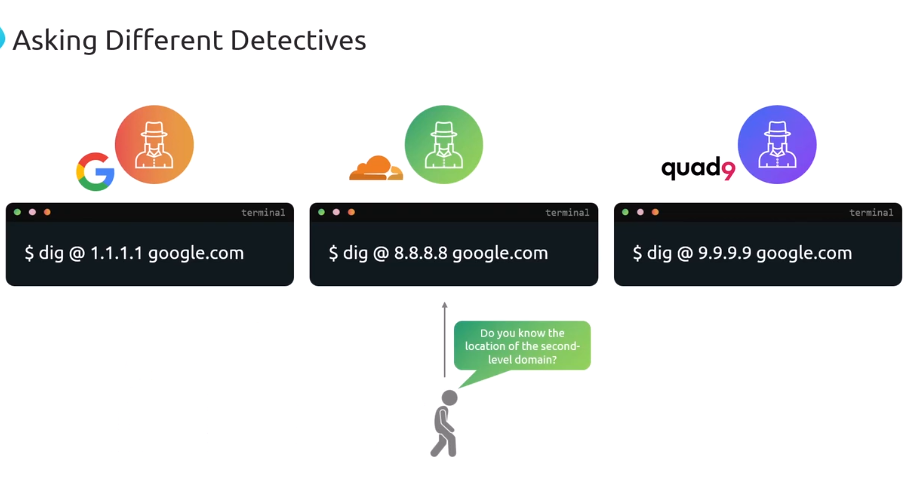 Asking Different Detectives
G
quad9
terminal
$ dig @ 1.1.1.1 google.com
terminal
$ dig @ 8.8.8.8 google.com
terminal
$ dig @ 9.9.9.9 google.com
Do you know the
location of the second-
level domain?